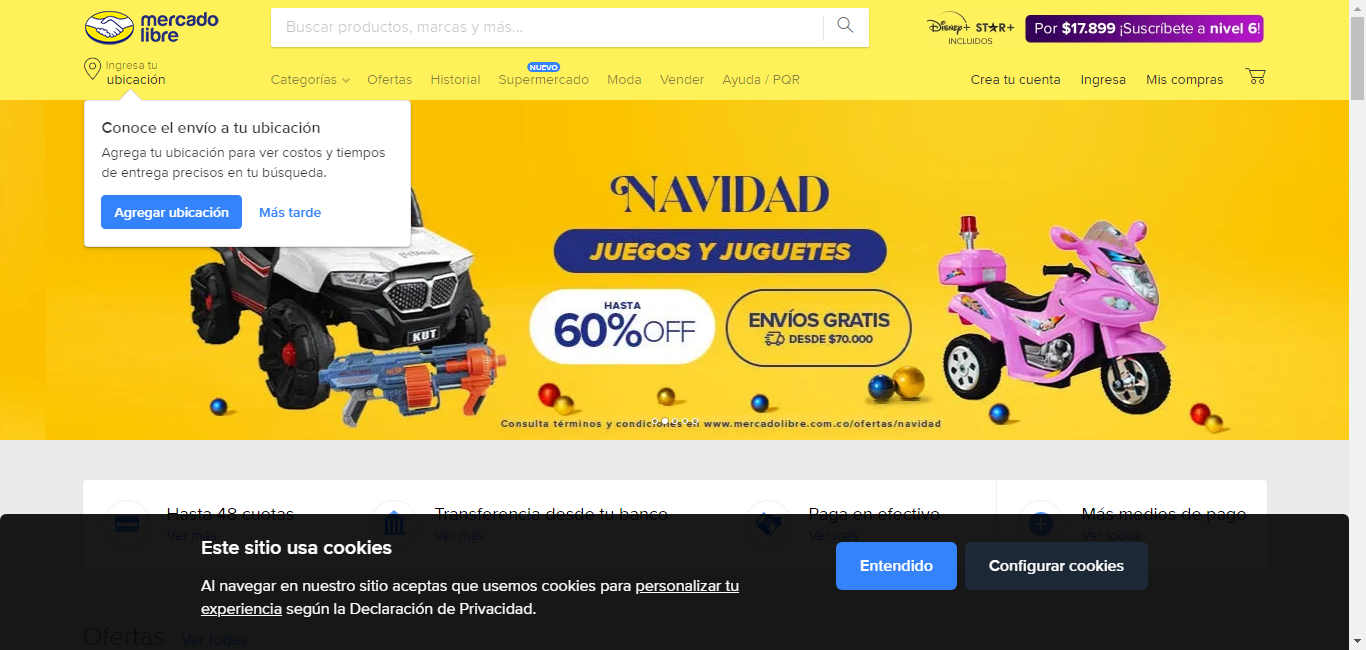 mercado
libre
Buscar productos, marcas y más...
Disney+ STAR+
INCLUIDOS
Por $17.899 ¡Suscríbete a nivel 6!
Ingresa tu
ubicación
Categorías
Ofertas
Historial
NUEVO
Supermercado
Moda
Vender
Ayuda / PQR
Crea tu cuenta
Ingresa
Mis compras
Conoce el envío a tu ubicación
Agrega tu ubicación para ver costos y tiempos
de entrega precisos en tu búsqueda.
Agregar ubicación
Más tarde
NAVIDAD
JUEGOS Y JUGUETES
HASTA
60%OFF
ENVÍOS GRATIS
DESDE $70.000
KUT
Consulta términos y condiciones en www.mercadolibre.com.co/ofertas/navidad
Hasta 48 cuotas
Ver más
Transferencia desde tu banco
Ver más
Paga en efectivo
Ver más
Más medios de pago
Ver todos
Este sitio usa cookies
Al navegar en nuestro sitio aceptas que usemos cookies para personalizar tu
experiencia según la Declaración de Privacidad.
Entendido
Configurar cookies
Ofertas
Ver todas